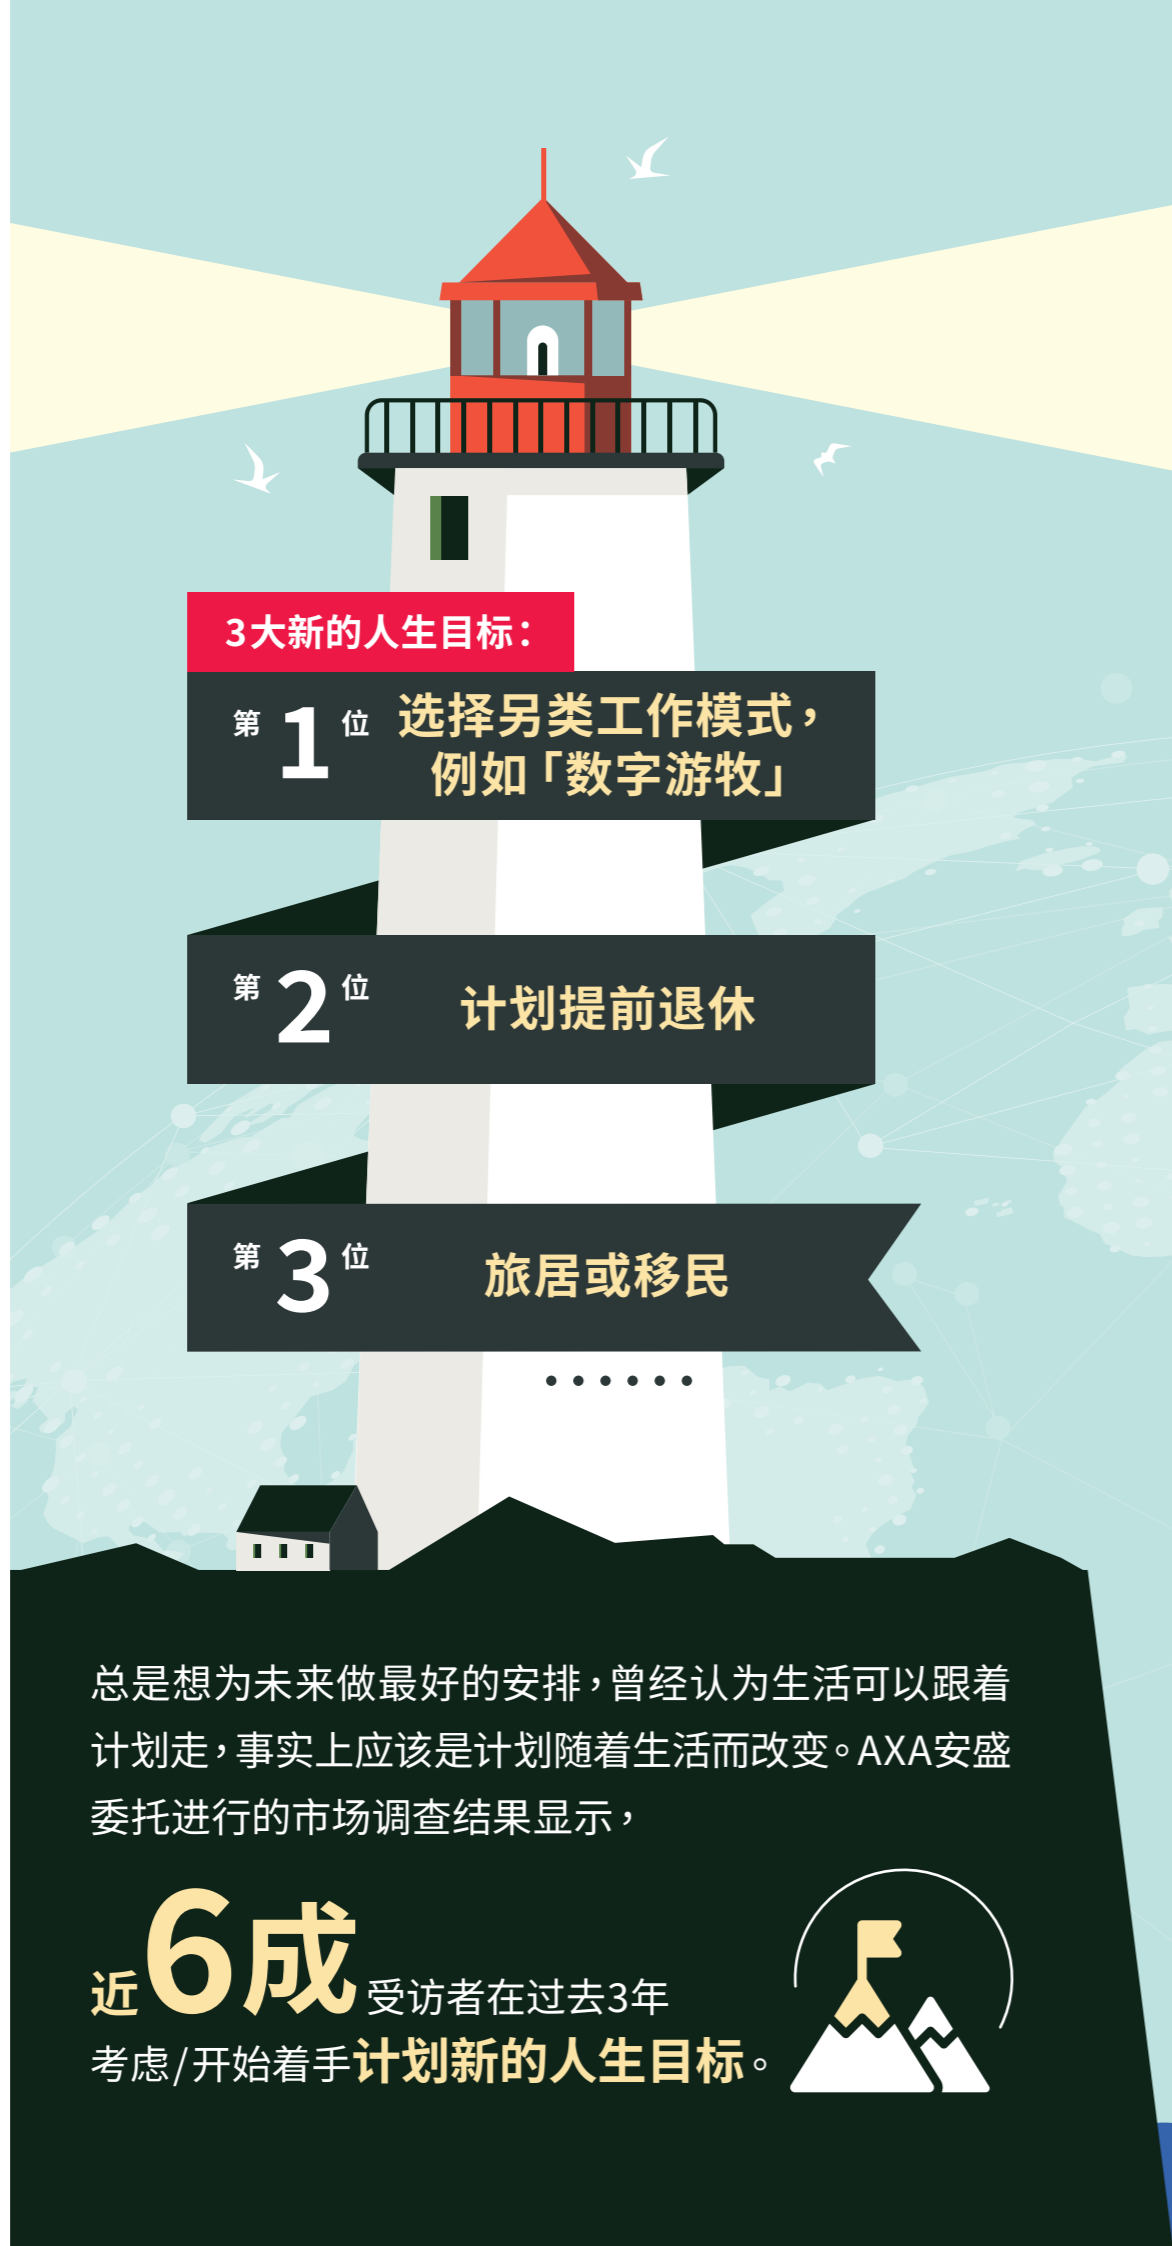 3大新的人生目标：
第1位 选择另类工作模式，
例如「数字游牧」
第2位 计划提前退休
第3位 旅居或移民
······
总是想为未来做最好的安排，曾经认为生活可以跟着
计划走，事实上应该是计划随着生活而改变。AXA安盛
委托进行的市场调查结果显示，
近6成受访者在过去3年
考虑/开始着手计划新的人生目标。